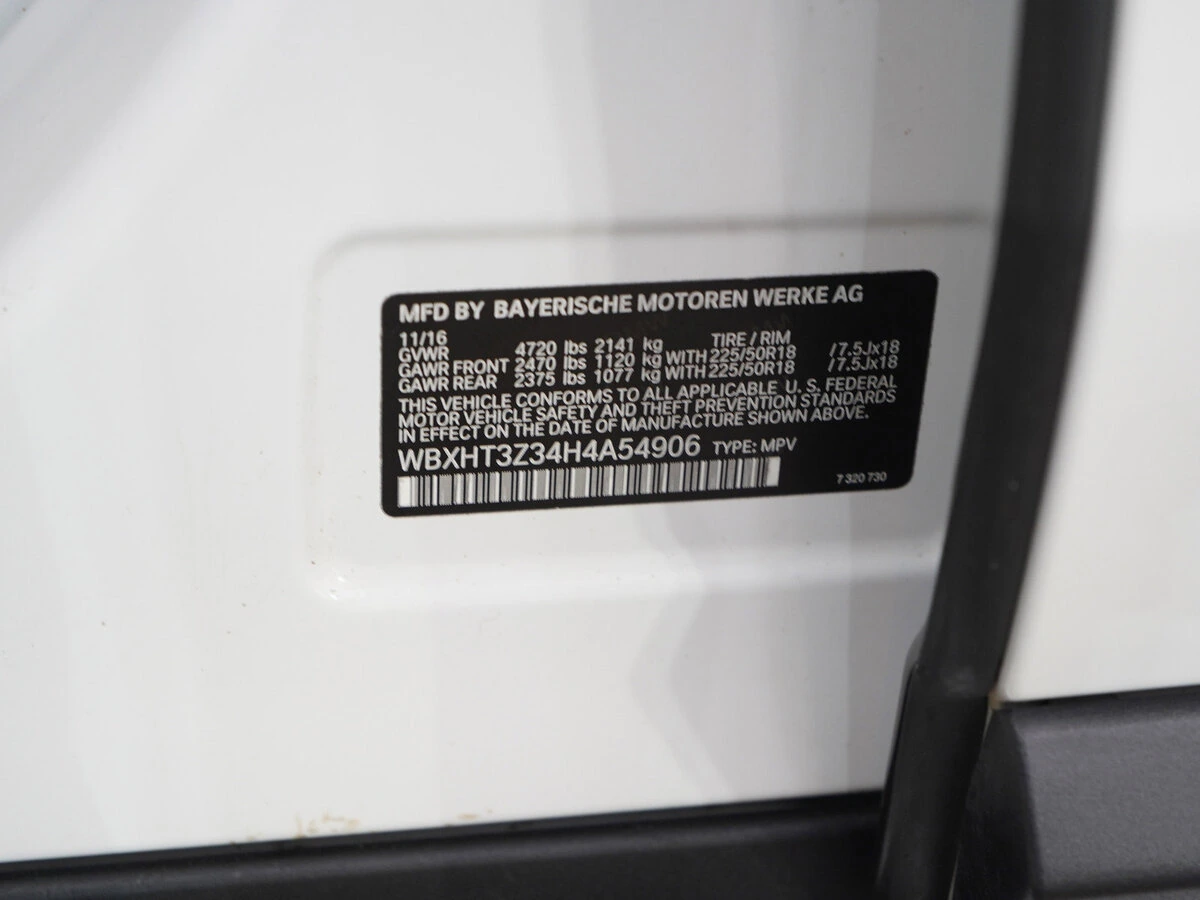 MFD BY BAYERISCHE MOTOREN WERKE AG
11/16 TIRE / RIM
GVWR 4720 lbs 2141 kg
GAWR FRONT 2470 lbs 1120 kg WITH 225/50R18 /7.5Jx18
GAWR REAR 2375 lbs 1077 kg WITH 225/50R18 /7.5Jx18
THIS VEHICLE CONFORMS TO ALL APPLICABLE U. S. FEDERAL
MOTOR VEHICLE SAFETY AND THEFT PREVENTION STANDARDS
IN EFFECT ON THE DATE OF MANUFACTURE SHOWN ABOVE.
WBXHT3Z34H4A54906 TYPE: MPV
7 320 730